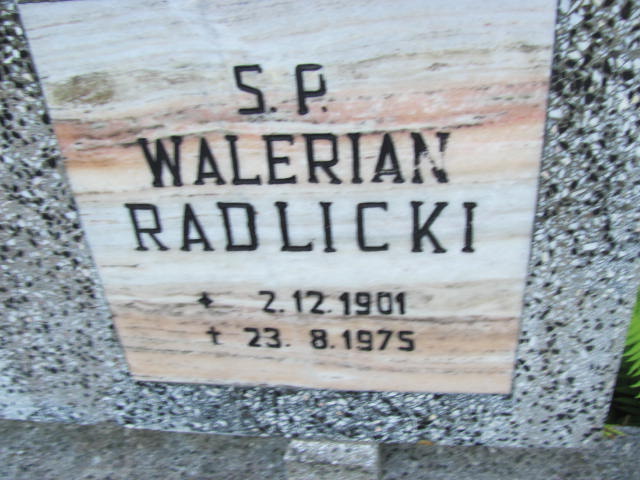 S.P.
WALERIAN
RADLICKI
* 2.12.1901
† 23.8.1975